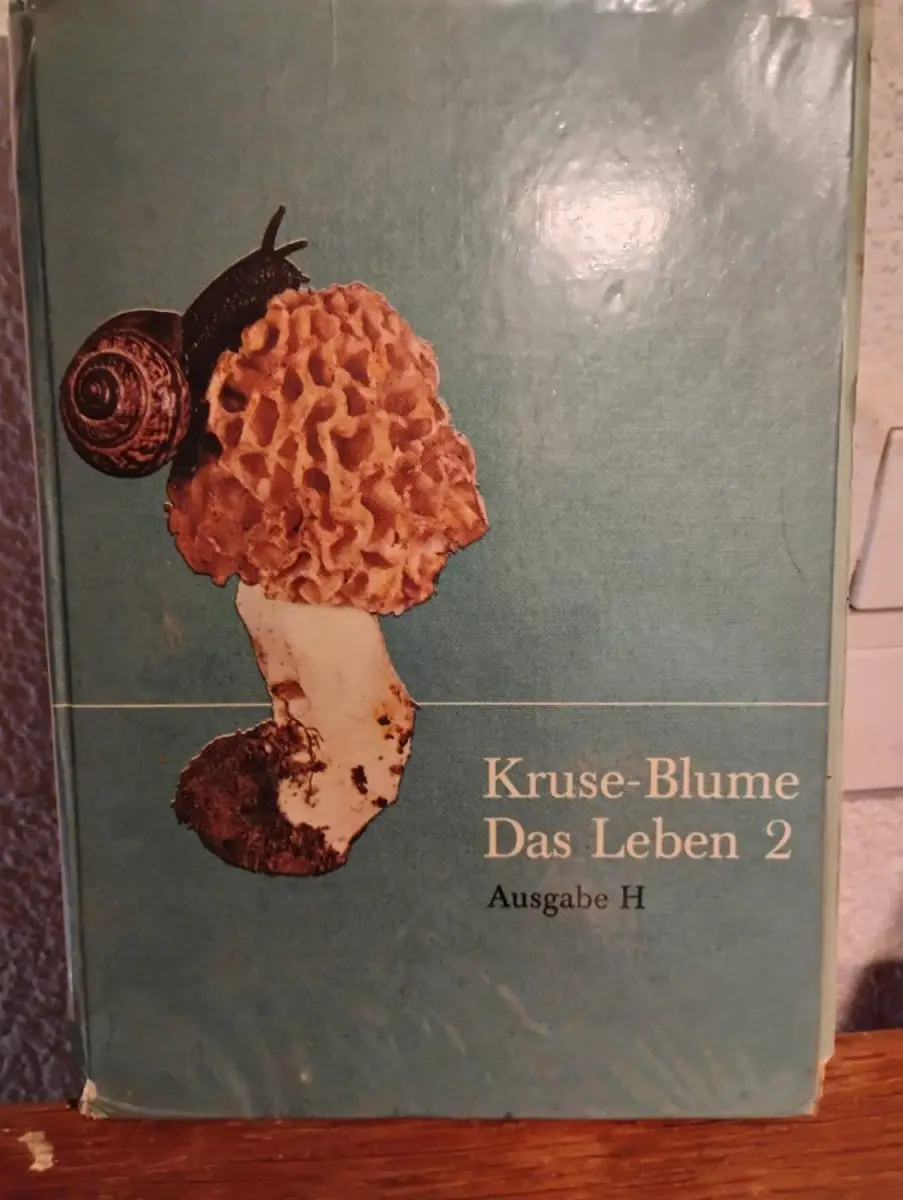 Kruse-Blume
Das Leben 2
Ausgabe H